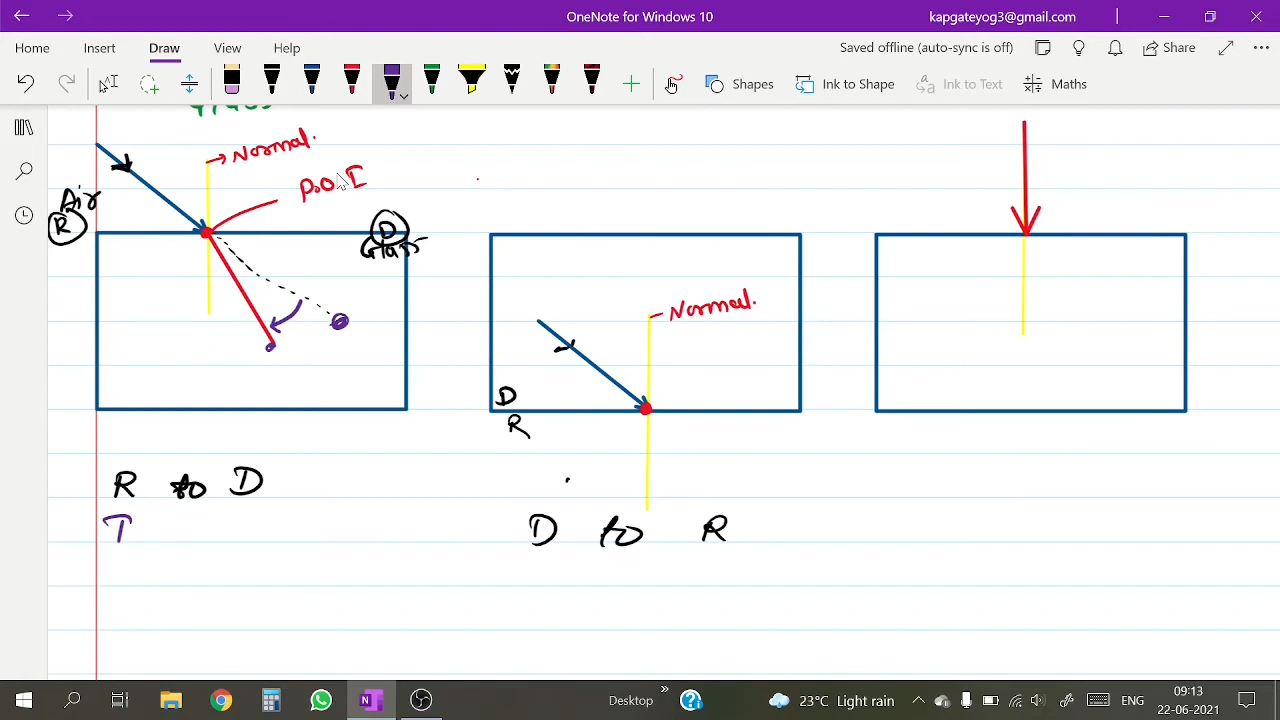 OneNote for Windows 10
kapgateyog3@gmail.com
Home Insert Draw View Help
Saved offline (auto-sync is off)
Share
Shapes Ink to Shape Ink to Text Maths
Normal.
P.O.I
Air
R
D
Glass
Normal.
D
R
R to D
T
D to R
Desktop
23°C Light rain
ENG
09:13
22-06-2021